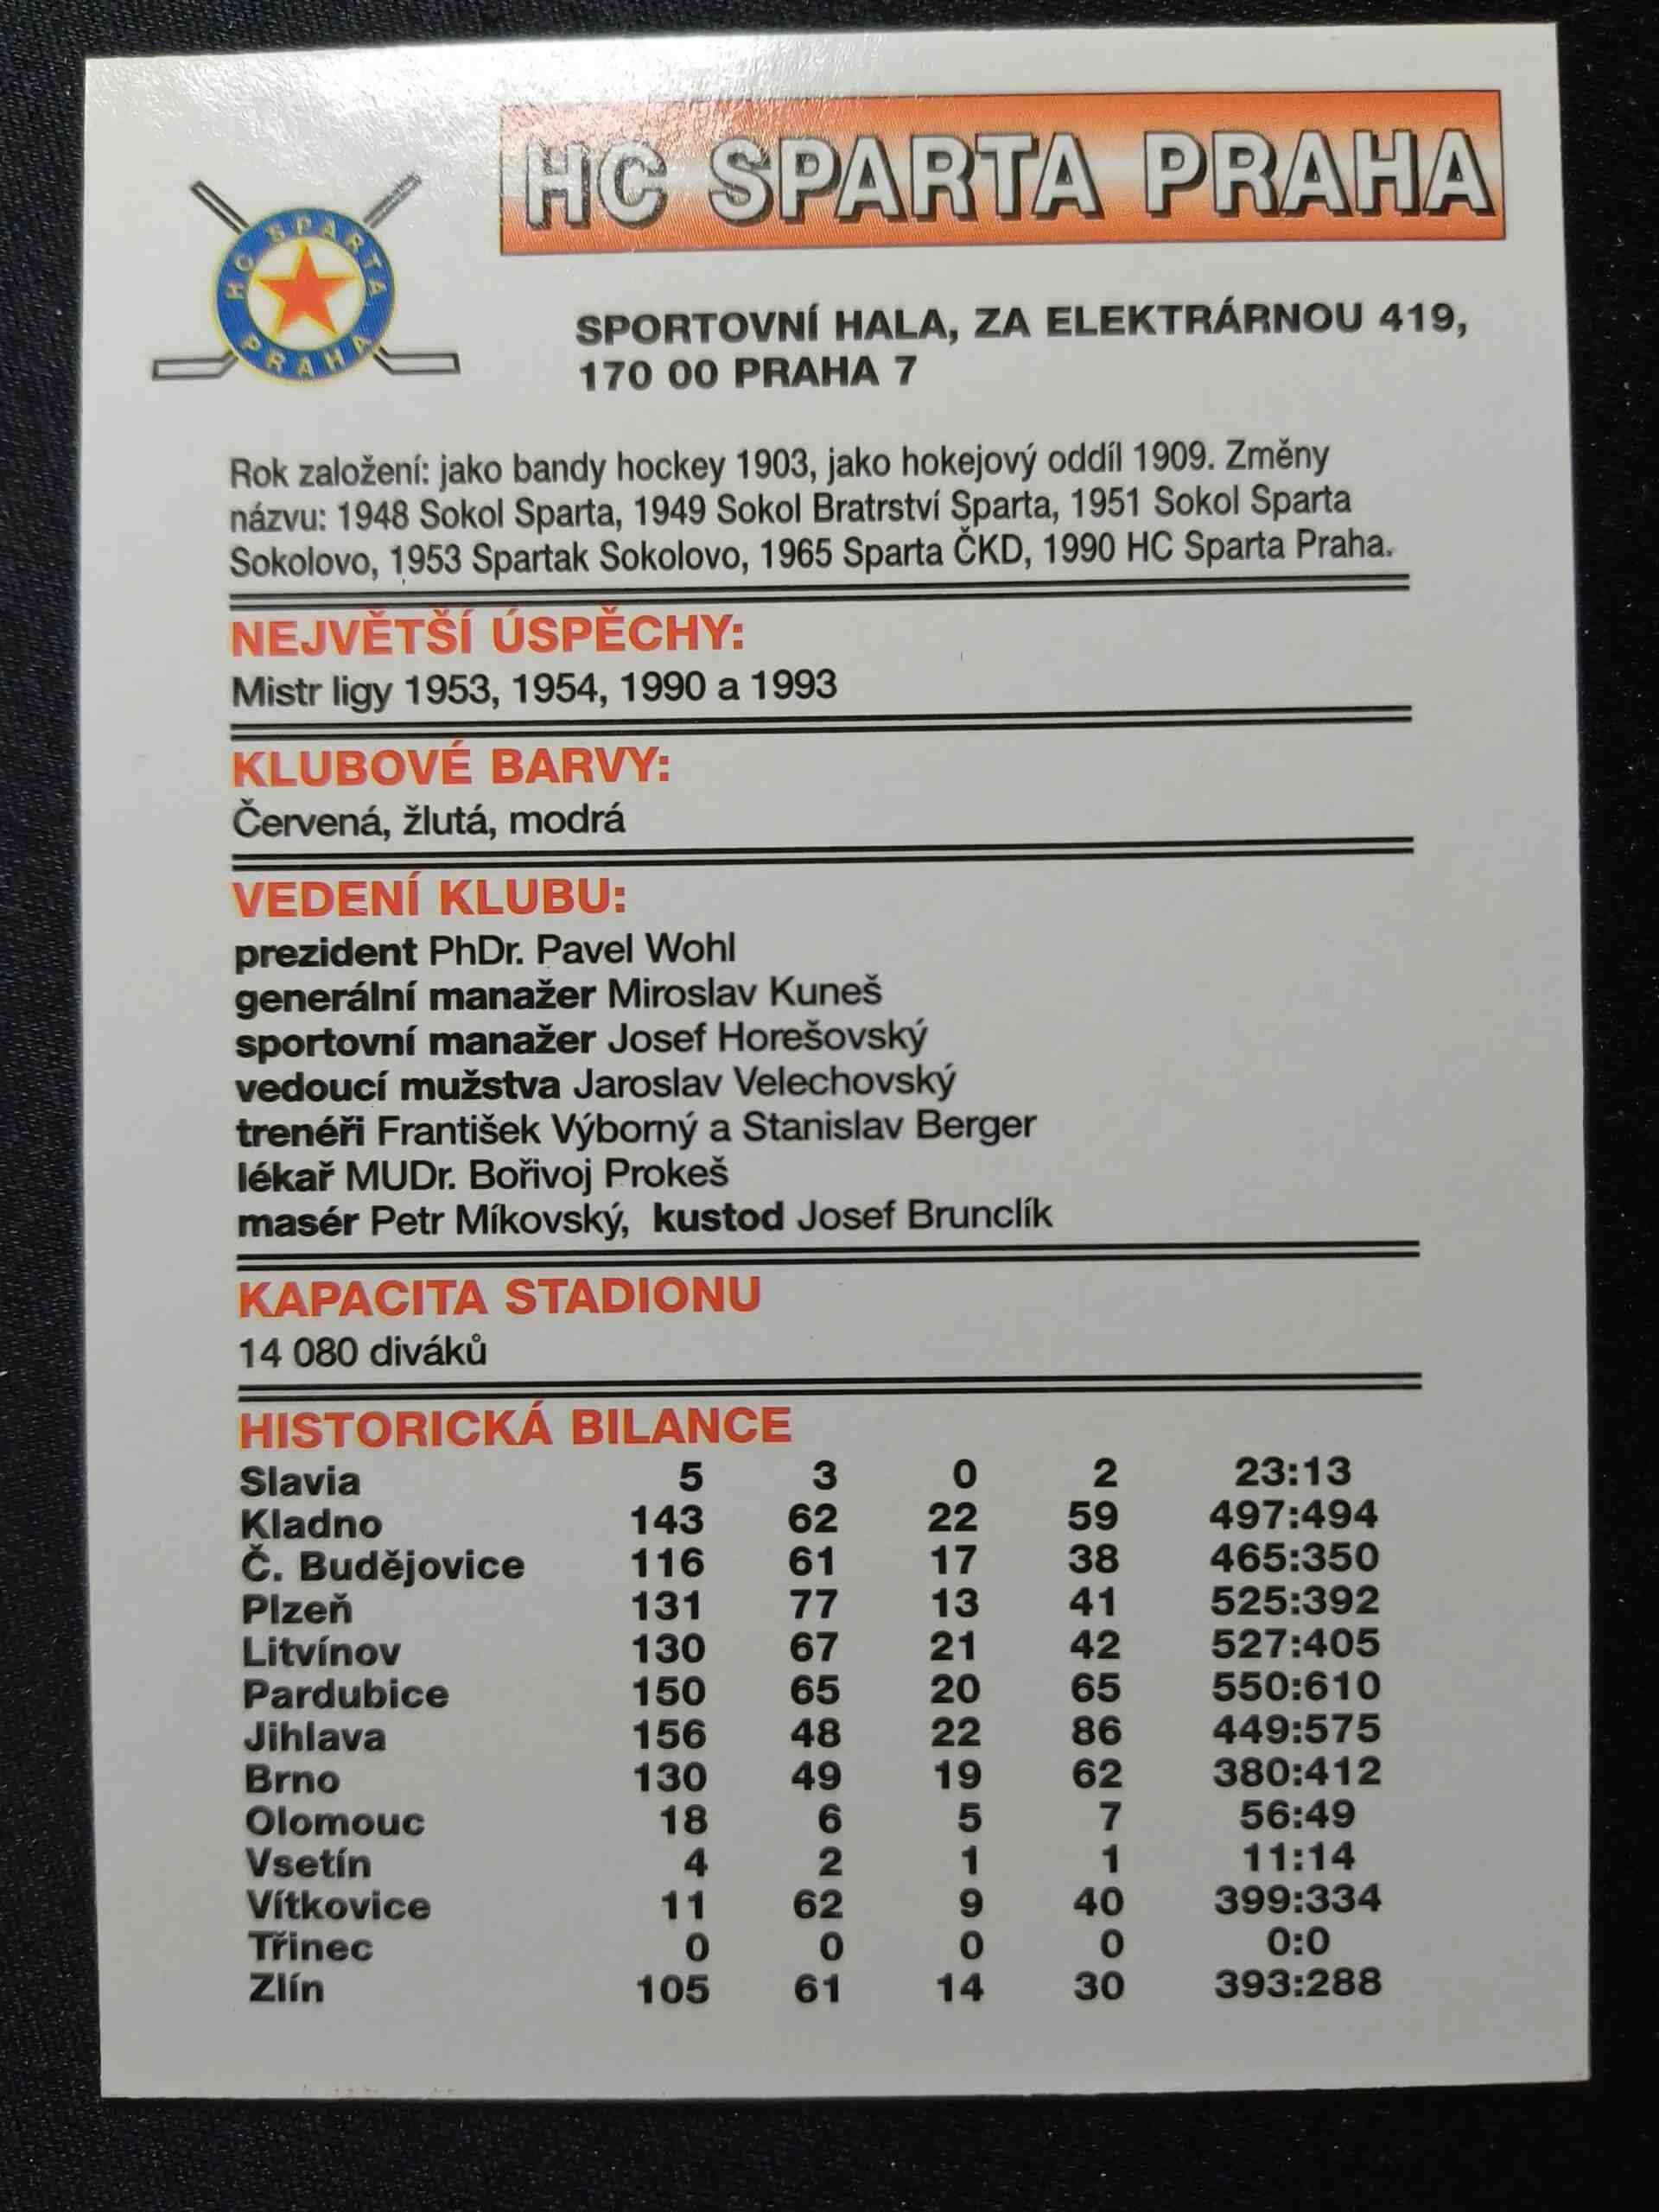 HC SPARTA PRAHA
HC SPARTA PRAHA
SPORTOVNÍ HALA, ZA ELEKTRÁRNOU 419,
170 00 PRAHA 7
Rok založení: jako bandy hockey 1903, jako hokejový oddíl 1909. Změny
názvu: 1948 Sokol Sparta, 1949 Sokol Bratrství Sparta, 1951 Sokol Sparta
Sokolovo, 1953 Spartak Sokolovo, 1965 Sparta ČKD, 1990 HC Sparta Praha.
NEJVĚTŠÍ ÚSPĚCHY:
Mistr ligy 1953, 1954, 1990 a 1993
KLUBOVÉ BARVY:
Červená, žlutá, modrá
VEDENÍ KLUBU:
prezident PhDr. Pavel Wohl
generální manažer Miroslav Kuneš
sportovní manažer Josef Horešovský
vedoucí mužstva Jaroslav Velechovský
trenéři František Výborný a Stanislav Berger
lékař MUDr. Bořivoj Prokeš
masér Petr Míkovský, kustod Josef Brunclík
KAPACITA STADIONU
14 080 diváků
HISTORICKÁ BILANCE
Slavia 5 3 0 2 23:13
Kladno 143 62 22 59 497:494
Č. Budějovice 116 61 17 38 465:350
Plzeň 131 77 13 41 525:392
Litvínov 130 67 21 42 527:405
Pardubice 150 65 20 65 550:610
Jihlava 156 48 22 86 449:575
Brno 130 49 19 62 380:412
Olomouc 18 6 5 7 56:49
Vsetín 4 2 1 1 11:14
Vítkovice 11 62 9 40 399:334
Třinec 0 0 0 0 0:0
Zlín 105 61 14 30 393:288